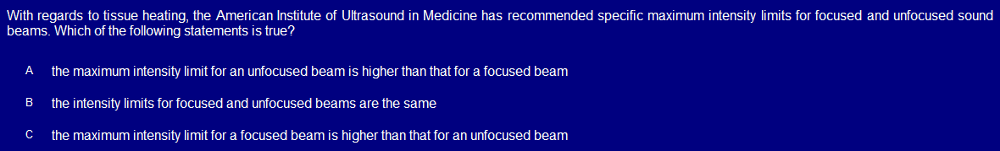 With regards to tissue heating, the American Institute of Ultrasound in Medicine has recommended specific maximum intensity limits for focused and unfocused sound
beams. Which of the following statements is true?
A the maximum intensity limit for an unfocused beam is higher than that for a focused beam
B the intensity limits for focused and unfocused beams are the same
C the maximum intensity limit for a focused beam is higher than that for an unfocused beam